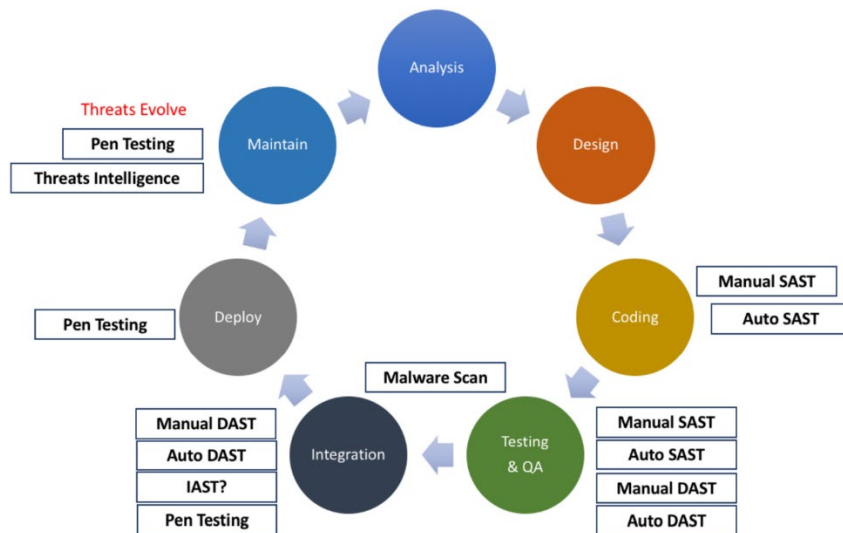 Analysis
Threats Evolve
Pen Testing
Threats Intelligence
Maintain
Design
Manual SAST
Auto SAST
Coding
Pen Testing
Deploy
Malware Scan
Manual DAST
Auto DAST
IAST?
Pen Testing
Integration
Testing
& QA
Manual SAST
Auto SAST
Manual DAST
Auto DAST